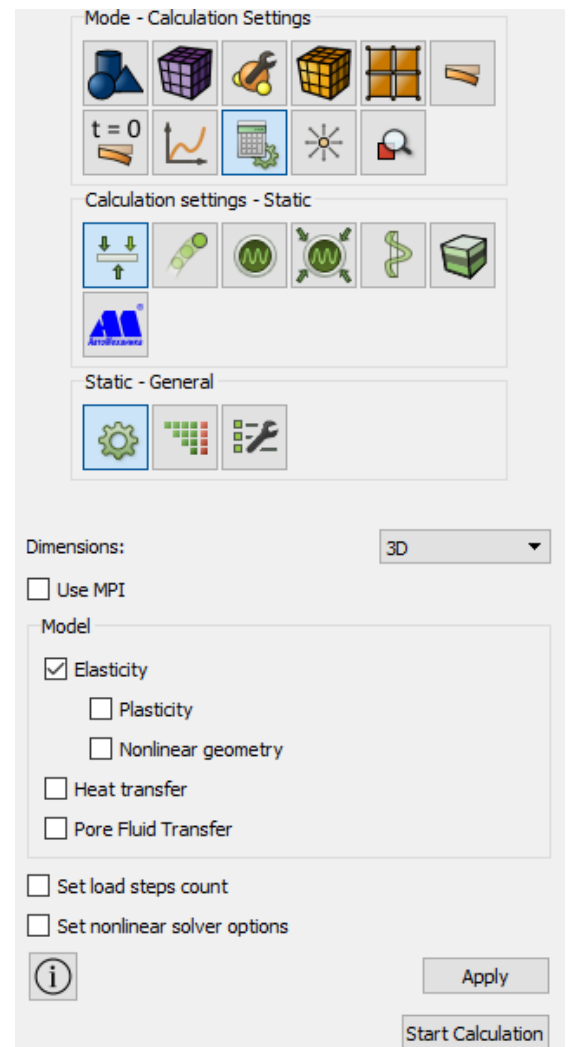 Mode - Calculation Settings
t = 0
Calculation settings - Static
АвтоМеханика
Static - General
Dimensions:
3D
Use MPI
Model
Elasticity
Plasticity
Nonlinear geometry
Heat transfer
Pore Fluid Transfer
Set load steps count
Set nonlinear solver options
i
Apply
Start Calculation